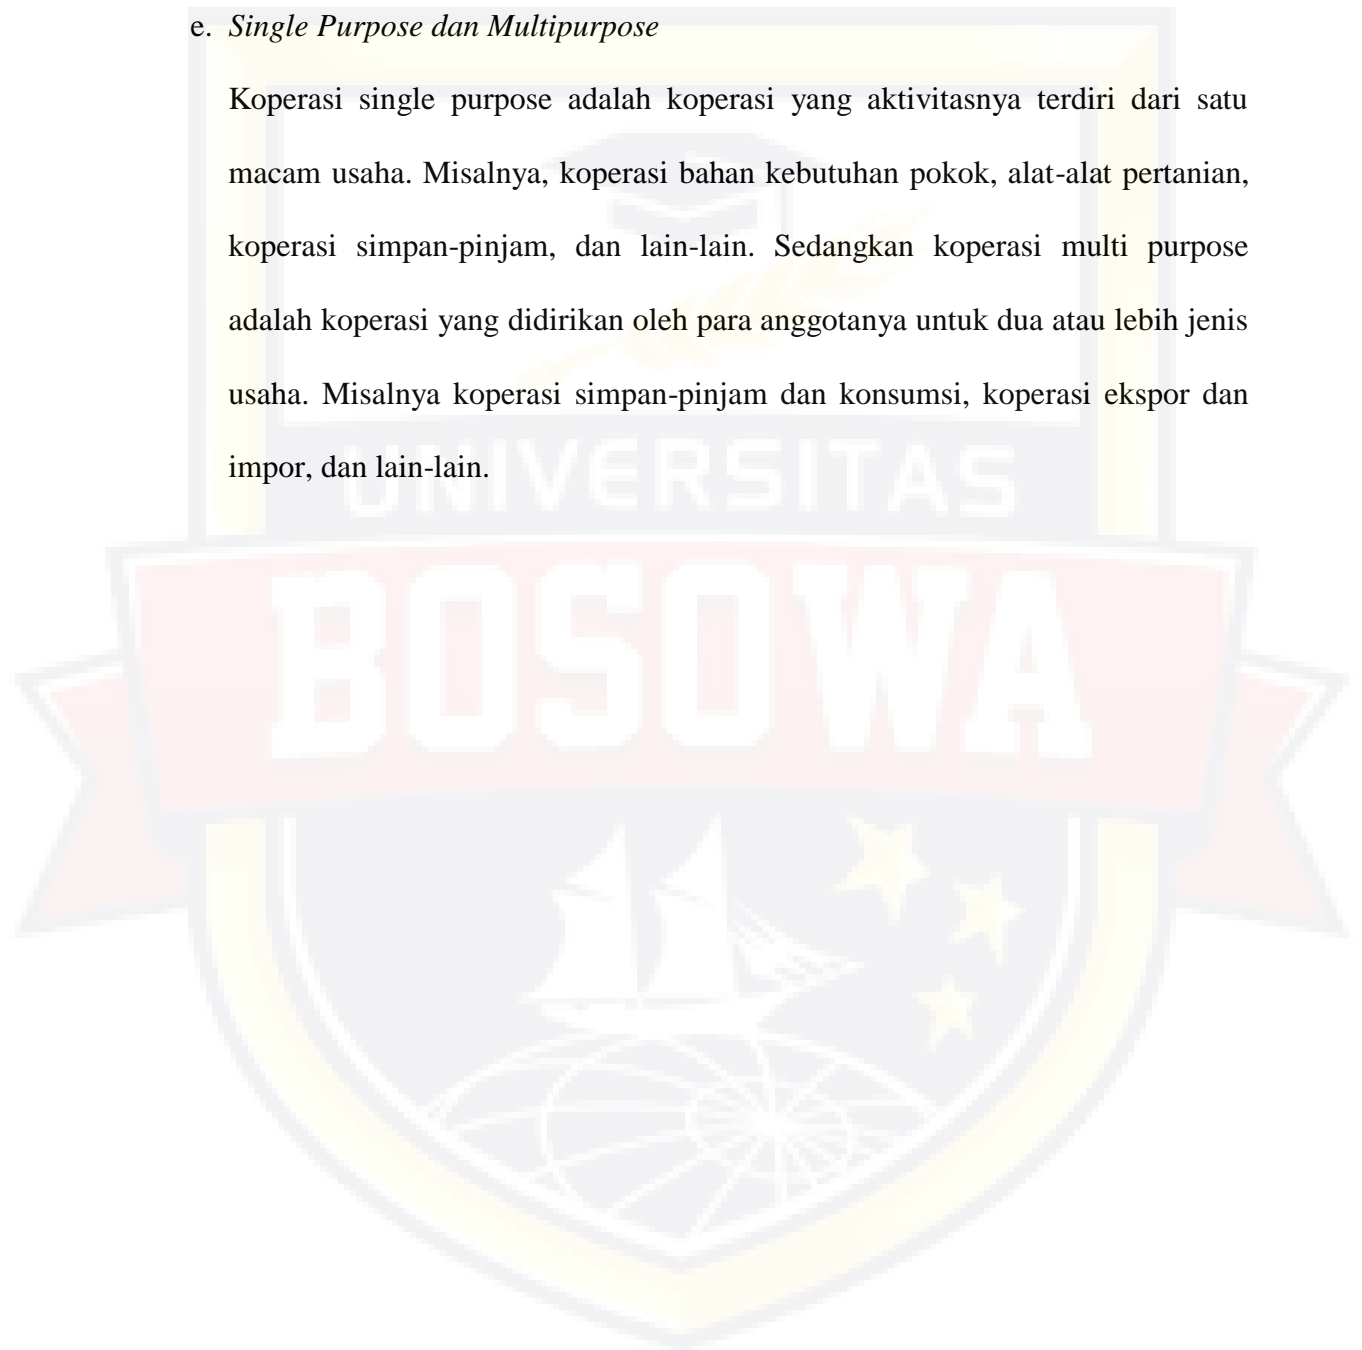 e. Single Purpose dan Multipurpose
Koperasi single purpose adalah koperasi yang aktivitasnya terdiri dari satu
macam usaha. Misalnya, koperasi bahan kebutuhan pokok, alat-alat pertanian,
koperasi simpan-pinjam, dan lain-lain. Sedangkan koperasi multi purpose
adalah koperasi yang didirikan oleh para anggotanya untuk dua atau lebih jenis
usaha. Misalnya koperasi simpan-pinjam dan konsumsi, koperasi ekspor dan
impor, dan lain-lain.
UNIVERSITAS
BOSOWA